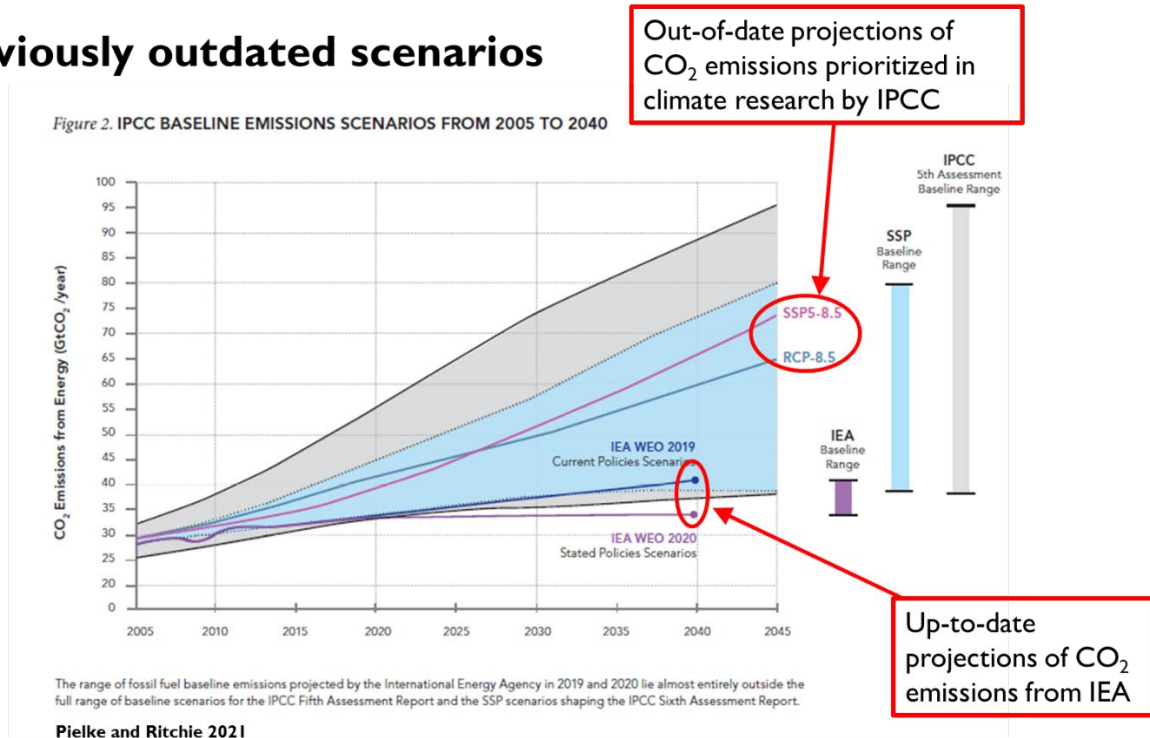 viously outdated scenarios
Out-of-date projections of
CO₂ emissions prioritized in
climate research by IPCC
Figure 2. IPCC BASELINE EMISSIONS SCENARIOS FROM 2005 TO 2040
IPCC
5th Assessment
Baseline Range
SSP
Baseline
Range
IEA
Baseline
Range
CO₂ Emissions from Energy (GtCO₂ /year)
100
95
90
85
80
75
70
65
60
55
50
45
40
35
30
25
20
0
SSP5-8.5
RCP-8.5
IEA WEO 2019
Current Policies Scenarios
IEA WEO 2020
Stated Policies Scenarios
2005 2010 2015 2020 2025 2030 2035 2040 2045
Up-to-date
projections of CO₂
emissions from IEA
The range of fossil fuel baseline emissions projected by the International Energy Agency in 2019 and 2020 lie almost entirely outside the
full range of baseline scenarios for the IPCC Fifth Assessment Report and the SSP scenarios shaping the IPCC Sixth Assessment Report.
Pielke and Ritchie 2021